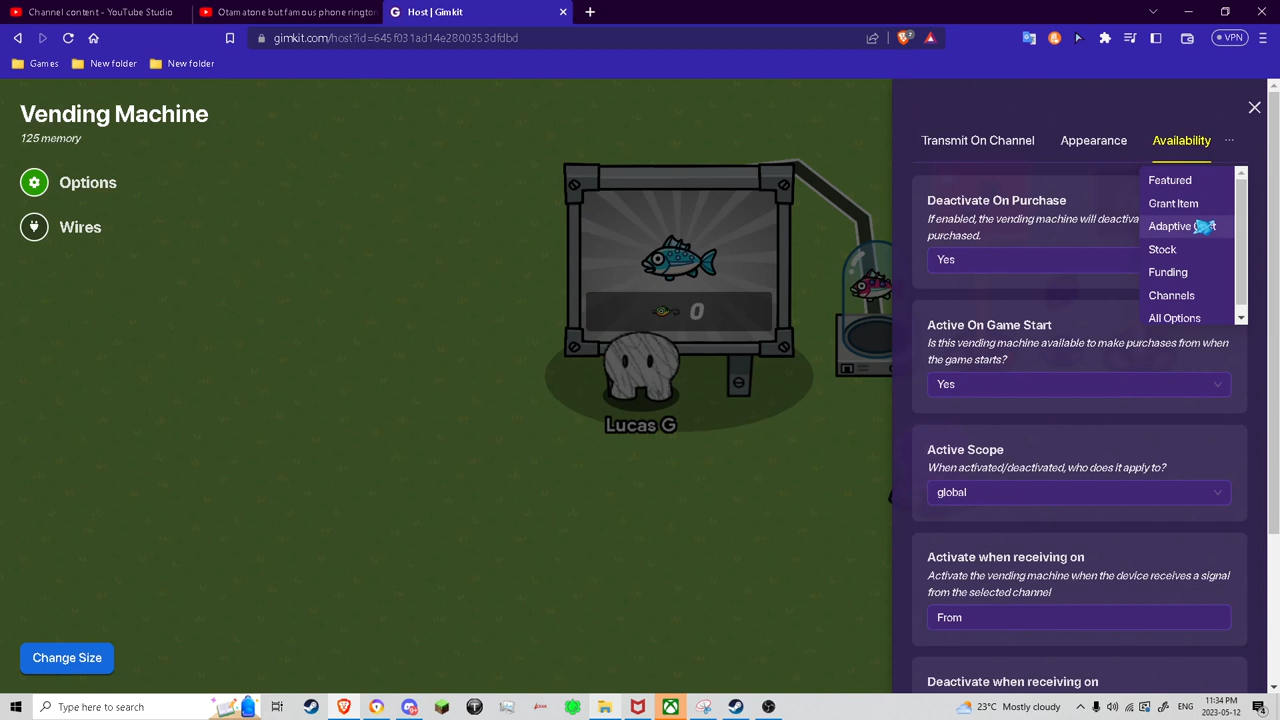 Channel content - YouTube Studio
Otamatone but famous phone rington
Host | Gimkit
gimkit.com/host?id=645f031ad14e2800353dfdbd
VPN
Games
New folder
New folder
Vending Machine
125 memory
Options
Wires
0
Lucas G
Change Size
Transmit On Channel
Appearance
Availability
...
Featured
Grant Item
Adaptive
Stock
Funding
Channels
All Options
Deactivate On Purchase
If enabled, the vending machine will deactiva
purchased.
Yes
Active On Game Start
Is this vending machine available to make purchases from when
the game starts?
Yes
Active Scope
When activated/deactivated, who does it apply to?
global
Activate when receiving on
Activate the vending machine when the device receives a signal
from the selected channel
From
Deactivate when receiving on
Type here to search
23°C Mostly cloudy
ENG
11:34 PM
2023-05-12